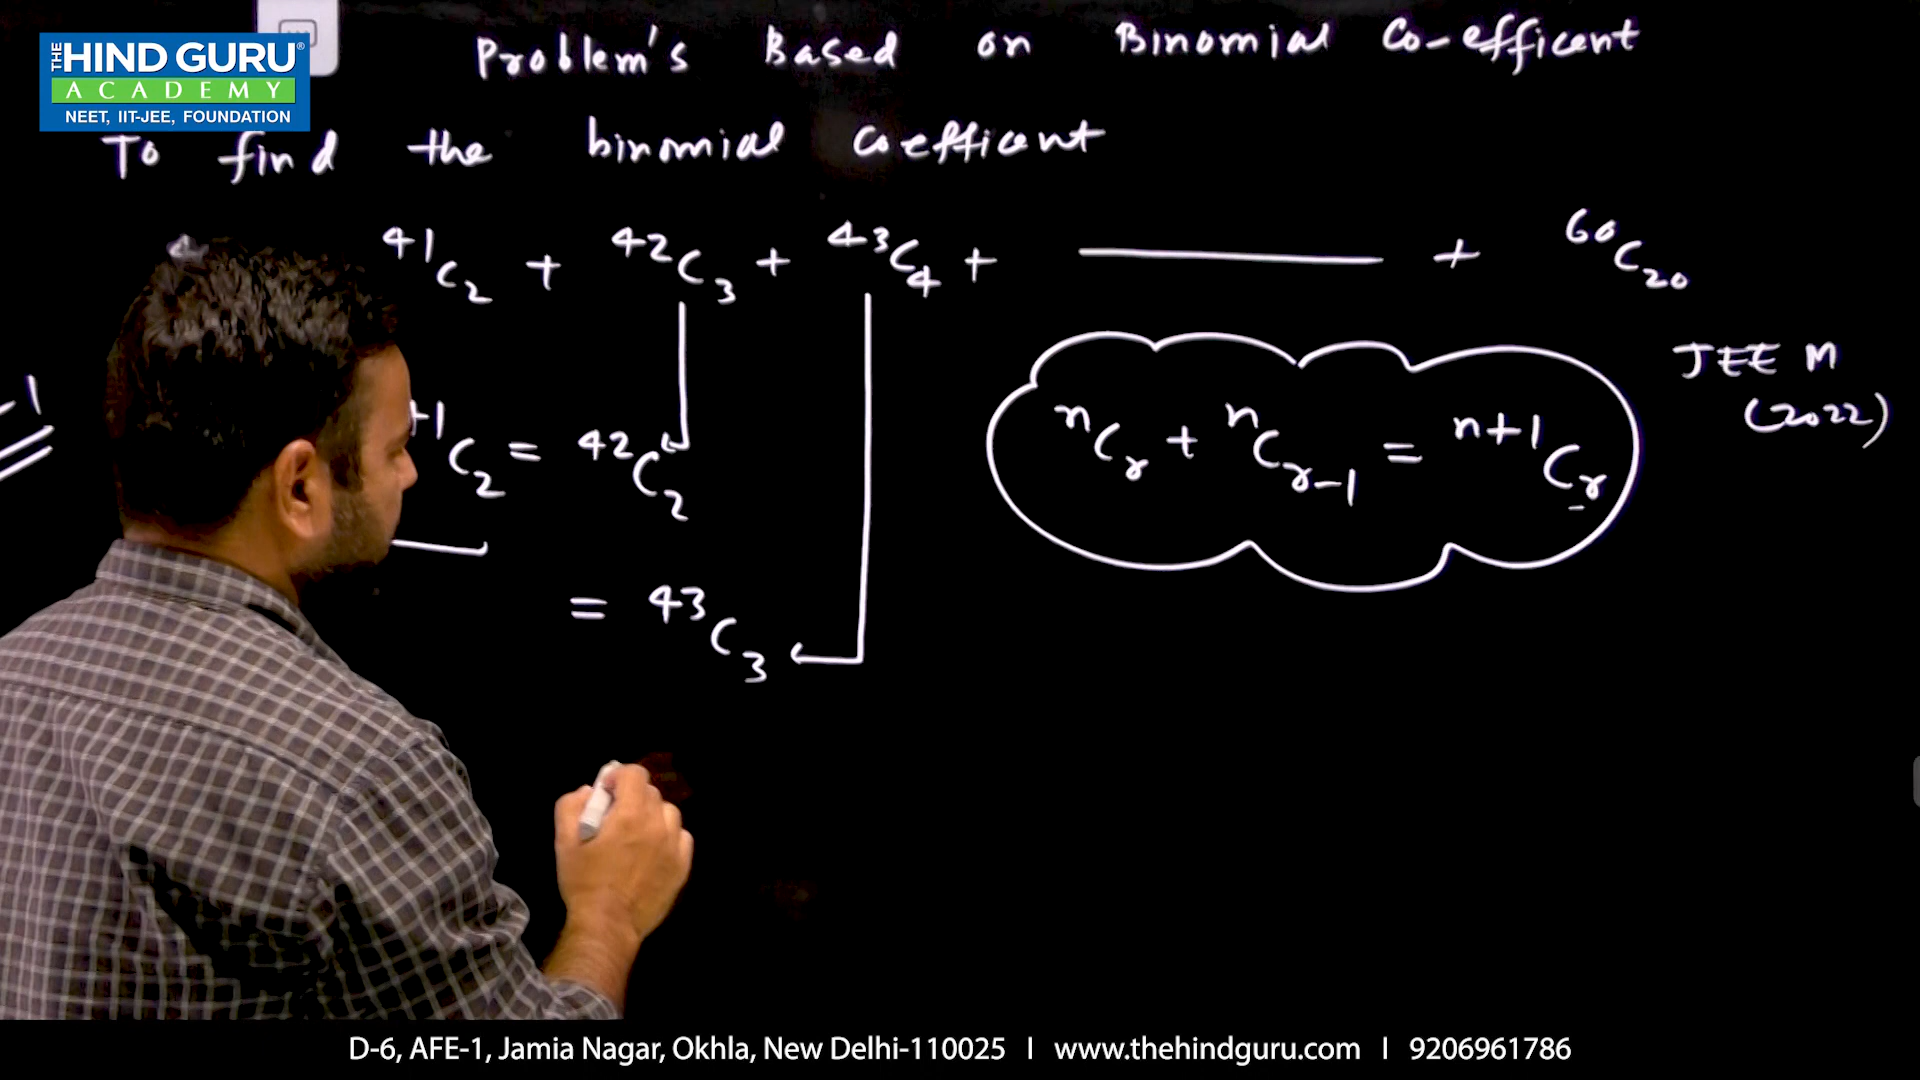 THE HIND GURU®
ACADEMY
NEET, IIT-JEE, FOUNDATION
Problem's Based on Binomial Co-efficent
To find the binomial coefficent
⁴¹C₂ + ⁴²C₃ + ⁴³C₄ + ———— + ⁶⁰C₂₀
JEE M
(2022)
ⁿCᵣ + ⁿCᵣ₋₁ = ⁿ⁺¹Cᵣ
-1
⁺¹C₂ = ⁴²C₂
= ⁴³C₃
D-6, AFE-1, Jamia Nagar, Okhla, New Delhi-110025 | www.thehindguru.com | 9206961786